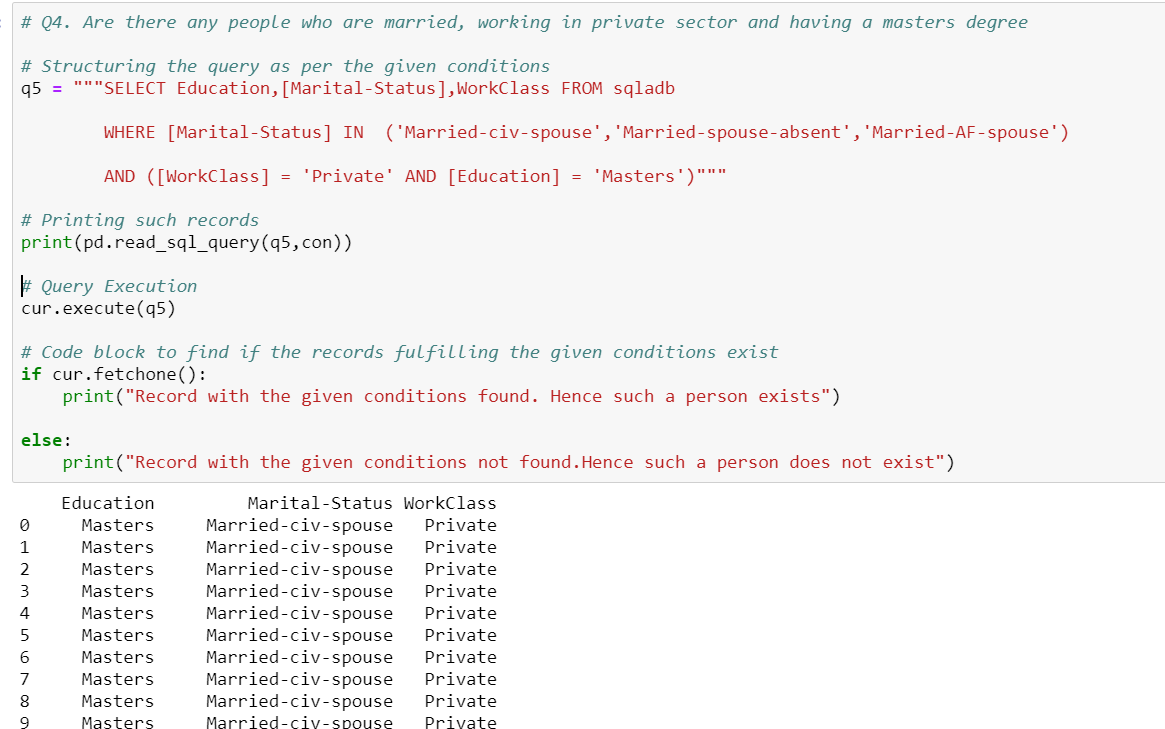 # Q4. Are there any people who are married, working in private sector and having a masters degree
# Structuring the query as per the given conditions
q5 = """SELECT Education,[Marital-Status],WorkClass FROM sqladb
WHERE [Marital-Status] IN  ('Married-civ-spouse','Married-spouse-absent','Married-AF-spouse')
AND ([WorkClass] = 'Private' AND [Education] = 'Masters')"""
# Printing such records
print(pd.read_sql_query(q5,con))
# Query Execution
cur.execute(q5)
# Code block to find if the records fulfilling the given conditions exist
if cur.fetchone():
    print("Record with the given conditions found. Hence such a person exists")
else:
    print("Record with the given conditions not found.Hence such a person does not exist")
Education Marital-Status WorkClass
0 Masters Married-civ-spouse Private
1 Masters Married-civ-spouse Private
2 Masters Married-civ-spouse Private
3 Masters Married-civ-spouse Private
4 Masters Married-civ-spouse Private
5 Masters Married-civ-spouse Private
6 Masters Married-civ-spouse Private
7 Masters Married-civ-spouse Private
8 Masters Married-civ-spouse Private
9 Masters Married-civ-spouse Private